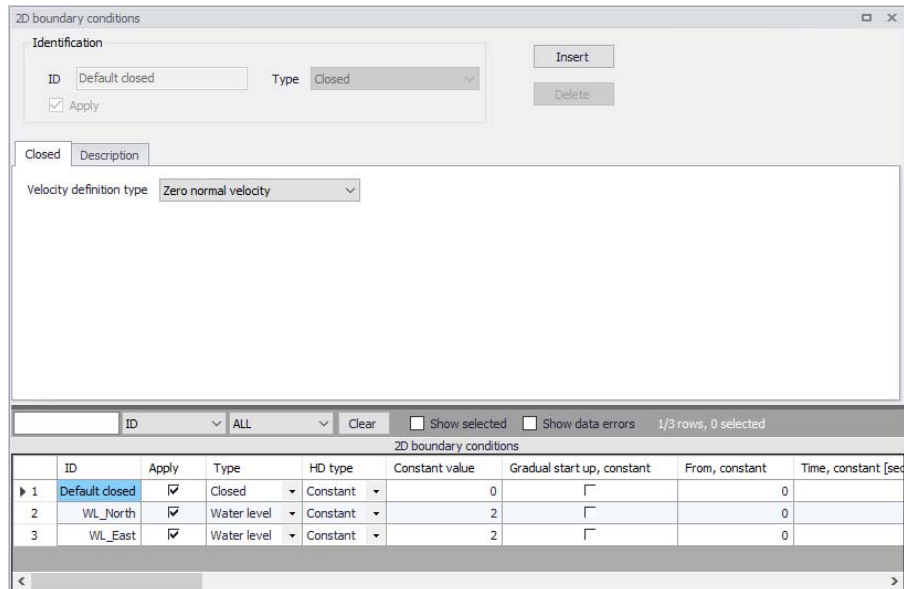 2D boundary conditions
Identification
ID Default closed Type Closed
Apply
Insert
Delete
Closed Description
Velocity definition type Zero normal velocity
ID ALL Clear Show selected Show data errors 1/3 rows, 0 selected
2D boundary conditions
ID Apply Type HD type Constant value Gradual start up, constant From, constant Time, constant [sec
1 Default closed Closed Constant 0 0
2 WL_North Water level Constant 2 0
3 WL_East Water level Constant 2 0